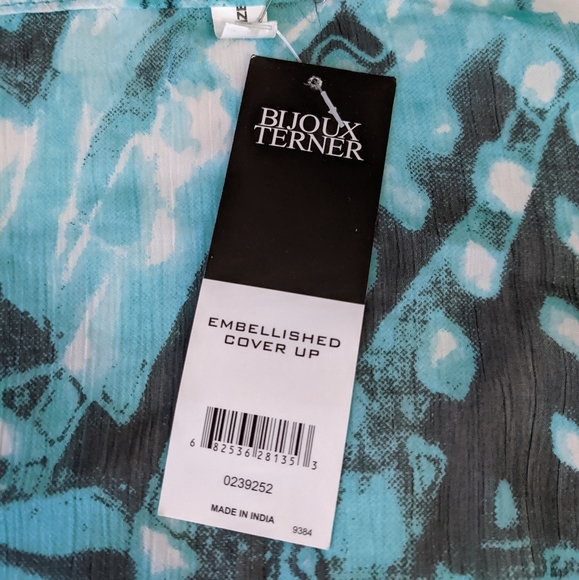 BIJOUX
TERNER
EMBELLISHED
COVER UP
6 82536 28135 3
0239252
MADE IN INDIA
9384